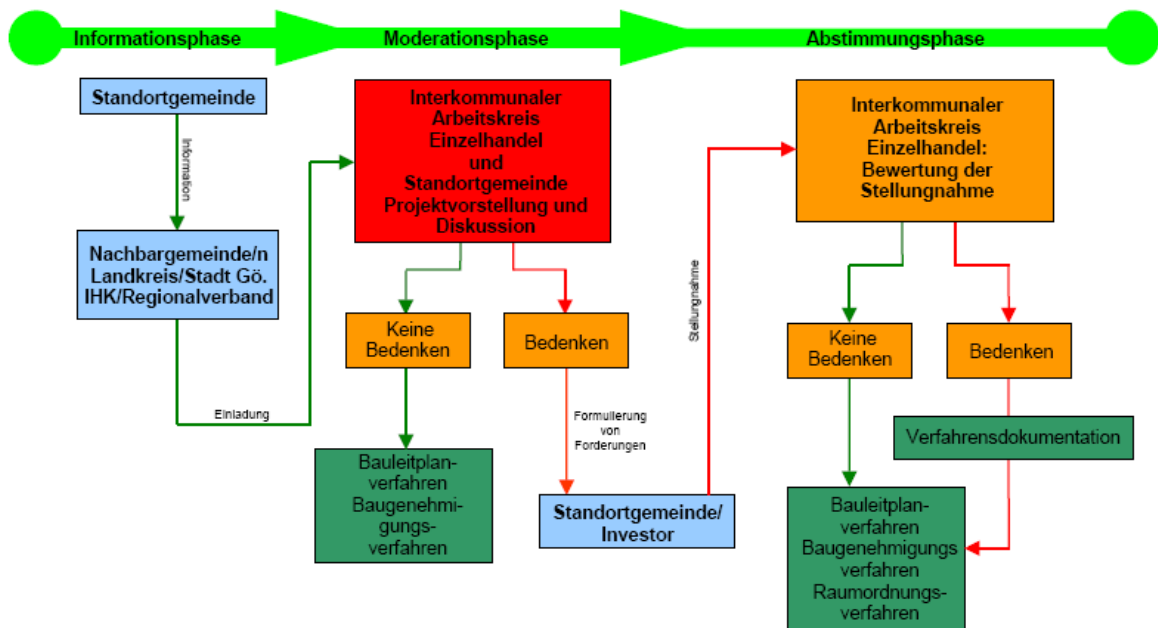 Informationsphase
Moderationsphase
Abstimmungsphase
Standortgemeinde
Information
Nachbargemeinde/n
Landkreis/Stadt Gö.
IHK/Regionalverband
Einladung
Interkommunaler
Arbeitskreis
Einzelhandel
und
Standortgemeinde
Projektvorstellung und
Diskussion
Keine
Bedenken
Bedenken
Bauleitplan-
verfahren
Baugenehmi-
gungs-
verfahren
Formulierung
von
Forderungen
Standortgemeinde/
Investor
Stellungnahme
Interkommunaler
Arbeitskreis
Einzelhandel:
Bewertung der
Stellungnahme
Keine
Bedenken
Bedenken
Verfahrensdokumentation
Bauleitplan-
verfahren
Baugenehmigungs
verfahren
Raumordnungs-
verfahren